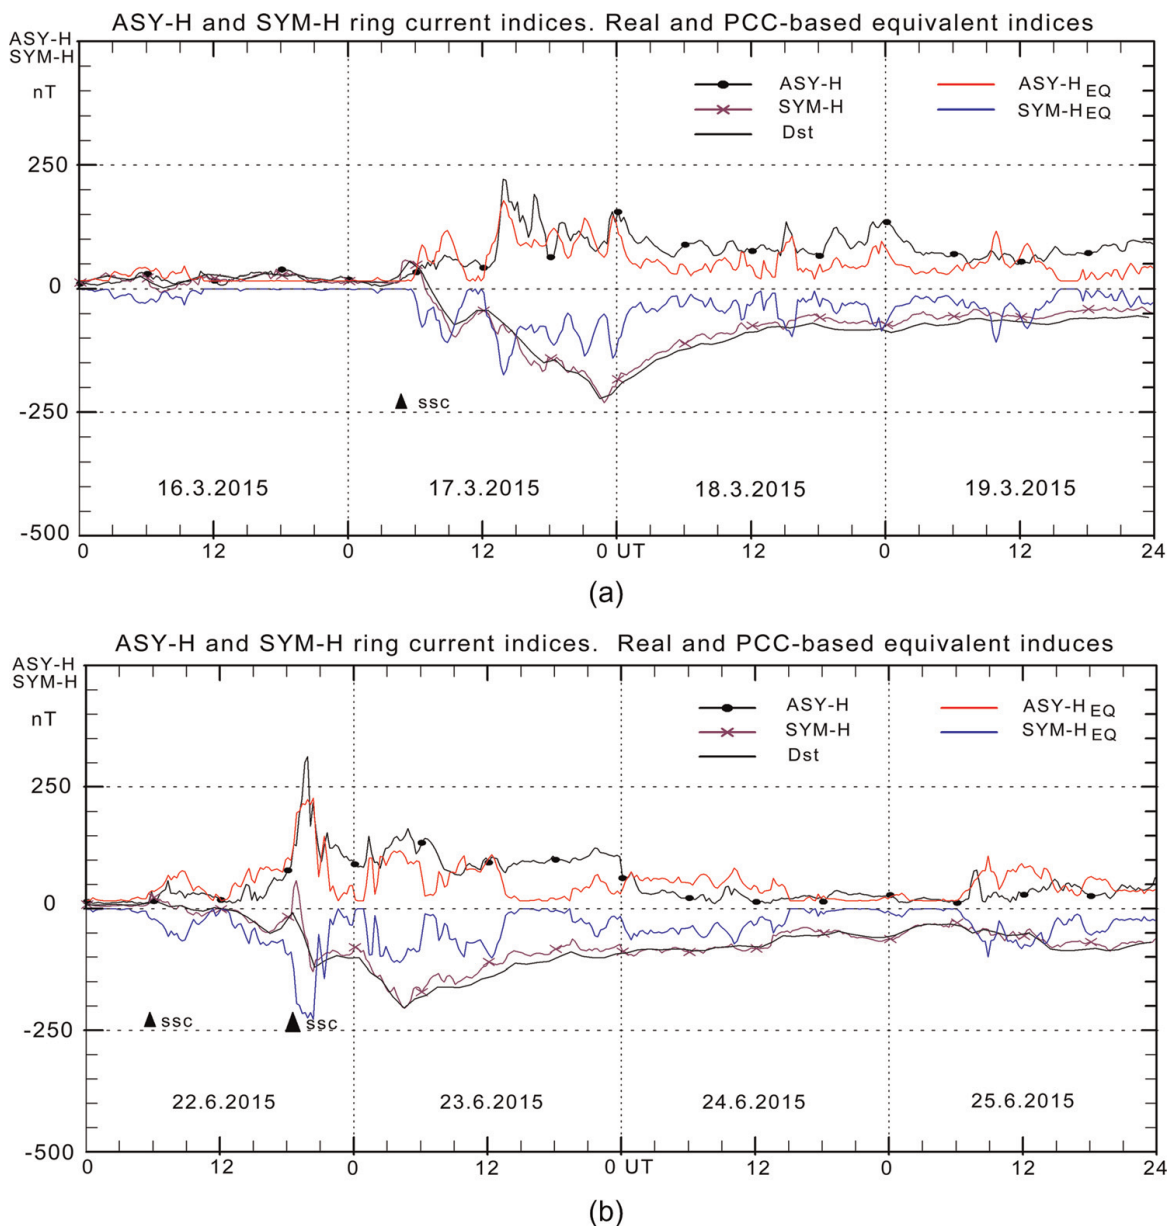 ASY-H and SYM-H ring current indices. Real and PCC-based equivalent indices
ASY-H
SYM-H
nT
ASY-H ASY-H EQ
SYM-H SYM-H EQ
Dst
250
0
-250
-500
ssc
16.3.2015 17.3.2015 18.3.2015 19.3.2015
0 12 0 12 0 UT 12 0 12 24
(a)
ASY-H and SYM-H ring current indices. Real and PCC-based equivalent induces
ASY-H
SYM-H
nT
ASY-H ASY-H EQ
SYM-H SYM-H EQ
Dst
250
0
-250
-500
ssc ssc
22.6.2015 23.6.2015 24.6.2015 25.6.2015
0 12 0 12 0 UT 12 0 12 24
(b)